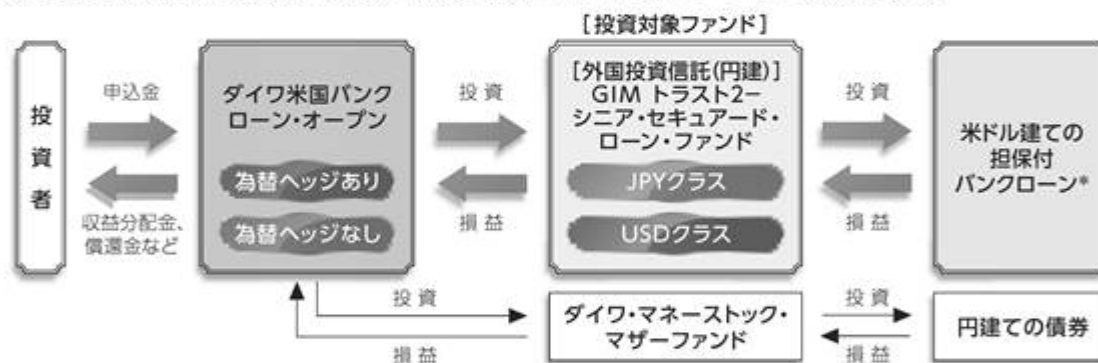 [投資対象ファンド]
投資者
申込金
収益分配金、
償還金など
ダイワ米国バンク
ローン・オープン
為替ヘッジあり
為替ヘッジなし
投資
損益
[外国投資信託(円建)]
GIM トラスト2−
シニア・セキュアード・
ローン・ファンド
JPYクラス
USDクラス
投資
損益
米ドル建ての
担保付
バンクローン*
投資
損益
ダイワ・マネーストック・
マザーファンド
投資
損益
円建ての債券